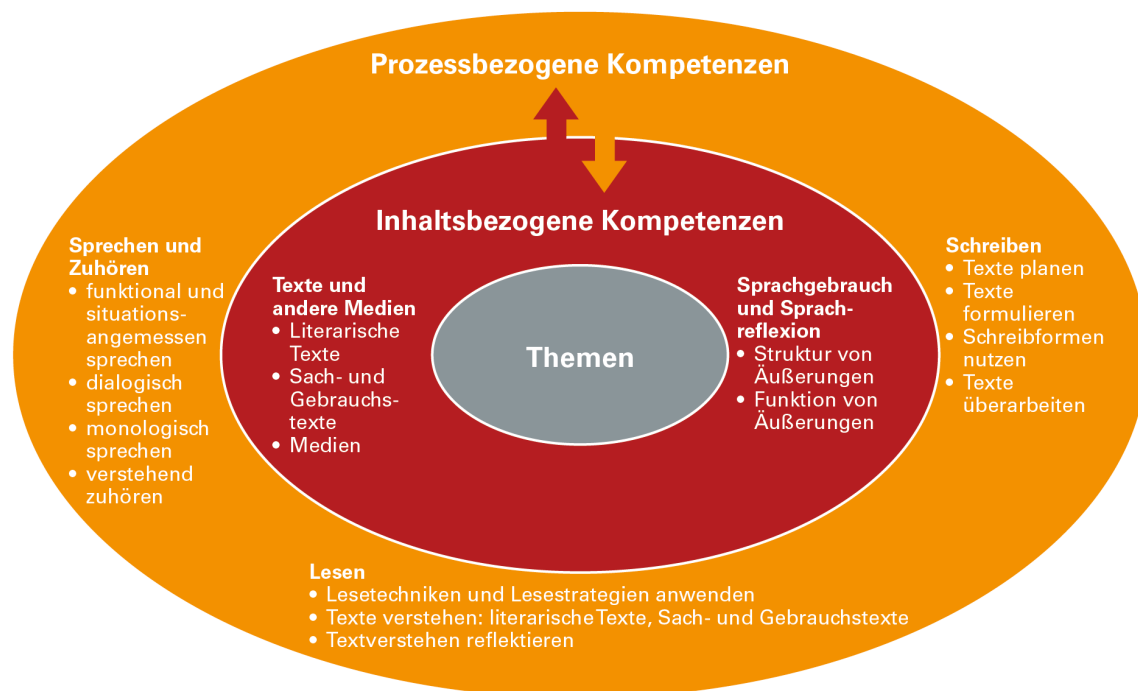 Prozessbezogene Kompetenzen
Inhaltsbezogene Kompetenzen
Sprechen und
Zuhören
• funktional und
situations-
angemessen
sprechen
• dialogisch
sprechen
• monologisch
sprechen
• verstehend
zuhören
Texte und
andere Medien
• Literarische
Texte
• Sach- und
Gebrauchs-
texte
• Medien
Themen
Sprachgebrauch
und Sprach-
reflexion
• Struktur von
Äußerungen
• Funktion von
Äußerungen
Schreiben
• Texte planen
• Texte
formulieren
• Schreibformen
nutzen
• Texte
überarbeiten
Lesen
• Lesetechniken und Lesestrategien anwenden
• Texte verstehen: literarische Texte, Sach- und Gebrauchstexte
• Textverstehen reflektieren